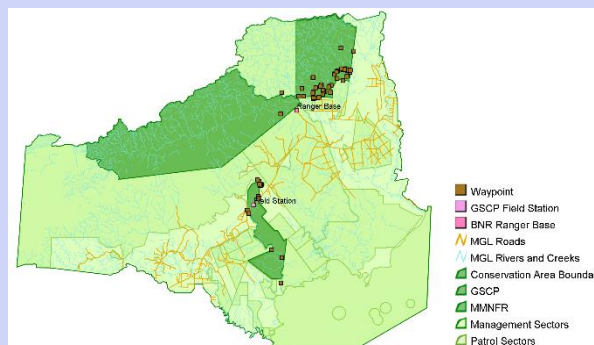 Ranger Base
Field Station
Waypoint
GSCP Field Station
BNR Ranger Base
MGL Roads
MGL Rivers and Creeks
Conservation Area Bounda
GSCP
MMNFR
Management Sectors
Patrol Sectors